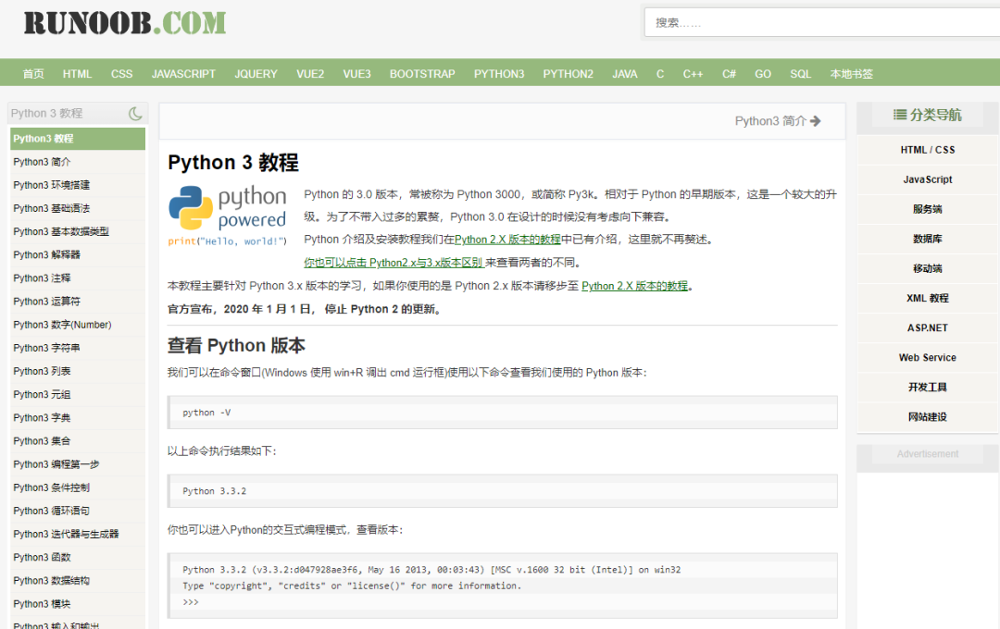 RUNOOB.COM
搜索……
首页 HTML CSS JAVASCRIPT JQUERY VUE2 VUE3 BOOTSTRAP PYTHON3 PYTHON2 JAVA C C++ C# GO SQL 本地书签
Python 3 教程
Python3 教程
Python3 简介
Python3 环境搭建
Python3 基础语法
Python3 基本数据类型
Python3 解释器
Python3 注释
Python3 运算符
Python3 数字(Number)
Python3 字符串
Python3 列表
Python3 元组
Python3 字典
Python3 集合
Python3 编程第一步
Python3 条件控制
Python3 循环语句
Python3 迭代器与生成器
Python3 函数
Python3 数据结构
Python3 模块
Python3 输入和输出
Python3 简介
Python 3 教程
python
powered
print("Hello, world!")
Python 的 3.0 版本，常被称为 Python 3000，或简称 Py3k。相对于 Python 的早期版本，这是一个较大的升
级。为了不带入过多的累赘，Python 3.0 在设计的时候没有考虑向下兼容。
Python 介绍及安装教程我们在Python 2.X 版本的教程中已有介绍，这里就不再赘述。
你也可以点击 Python2.x与3.x版本区别 来查看两者的不同。
本教程主要针对 Python 3.x 版本的学习，如果你使用的是 Python 2.x 版本请移步至 Python 2.X 版本的教程。
官方宣布，2020 年 1 月 1 日， 停止 Python 2 的更新。
查看 Python 版本
我们可以在命令窗口(Windows 使用 win+R 调出 cmd 运行框)使用以下命令查看我们使用的 Python 版本：
python -V
以上命令执行结果如下：
Python 3.3.2
你也可以进入Python的交互式编程模式，查看版本：
Python 3.3.2 (v3.3.2:d047928ae3f6, May 16 2013, 00:03:43) [MSC v.1600 32 bit (Intel)] on win32
Type "copyright", "credits" or "license()" for more information.
>>>
分类导航
HTML / CSS
JavaScript
服务端
数据库
移动端
XML 教程
ASP.NET
Web Service
开发工具
网站建设
Advertisement